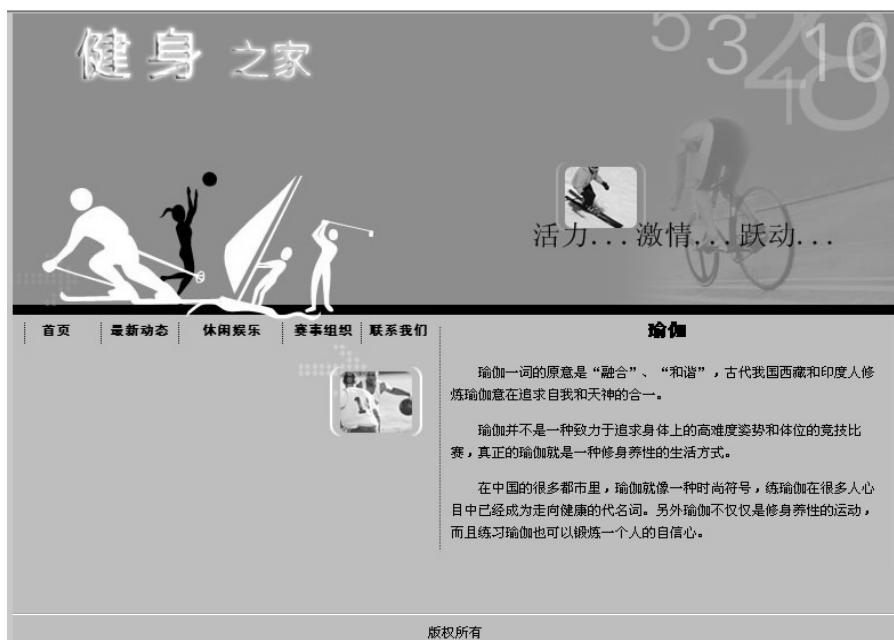 健身之家
5 3 2 8 10
1
活力...激情...跃动...
首页 最新动态 休闲娱乐 赛事组织 联系我们
瑜伽
瑜伽一词的原意是“融合”、“和谐”，古代我国西藏和印度人修
炼瑜伽意在追求自我和天神的合一。
瑜伽并不是一种致力于追求身体上的高难度姿势和体位的竞技比
赛，真正的瑜伽就是一种修身养性的生活方式。
在中国的很多都市里，瑜伽就像一种时尚符号，练瑜伽在很多人心
目中已经成为走向健康的代名词。另外瑜伽不仅仅是修身养性的运动，
而且练习瑜伽也可以锻炼一个人的自信心。
版权所有